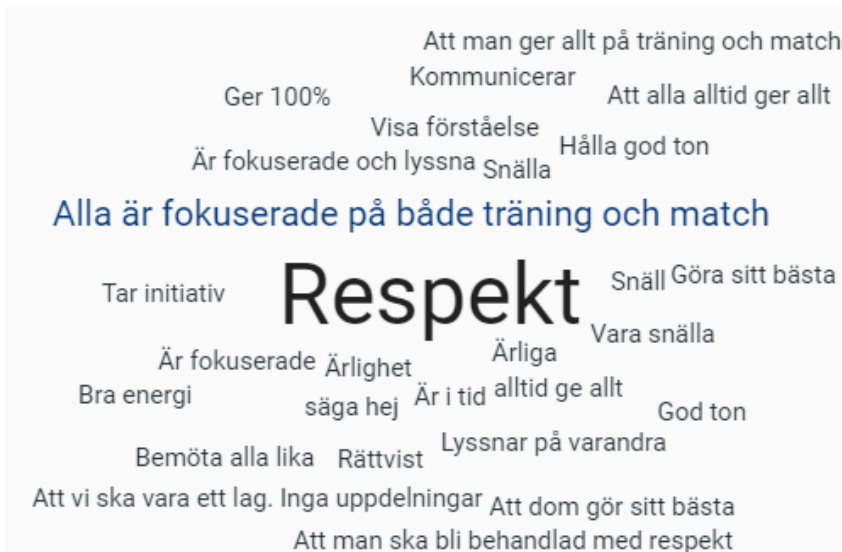 Att man ger allt på träning och match
Kommunicerar
Ger 100%
Att alla alltid ger allt
Visa förståelse
Hålla god ton
Är fokuserade och lyssna
Snälla
Alla är fokuserade på både träning och match
Tar initiativ
Respekt
Snäll
Göra sitt bästa
Vara snälla
Är fokuserade
Ärlighet
Ärliga
Bra energi
säga hej
Är i tid
alltid ge allt
God ton
Bemöta alla lika
Rättvist
Lyssnar på varandra
Att vi ska vara ett lag. Inga uppdelningar
Att dom gör sitt bästa
Att man ska bli behandlad med respekt